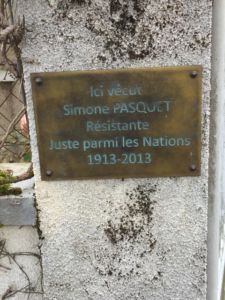 Ici vécut
Simone PASQUET
Résistante
Juste parmi les Nations
1913-2013